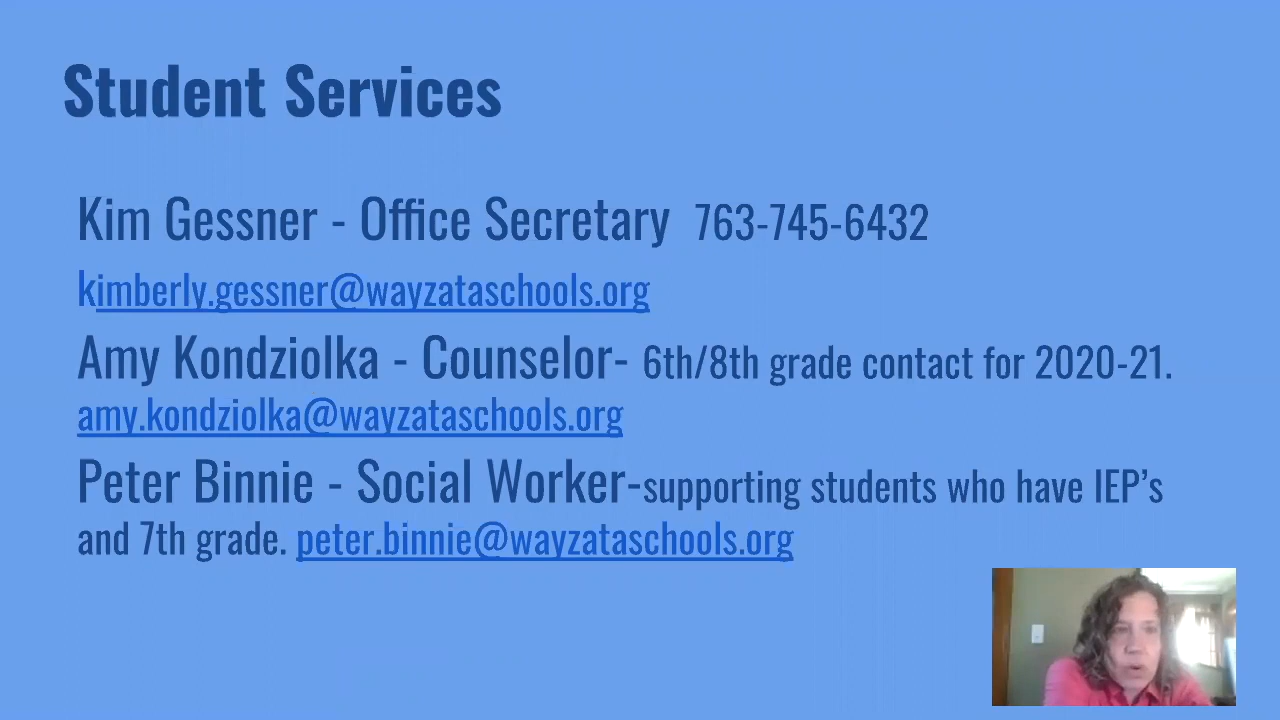 Student Services
Kim Gessner - Office Secretary 763-745-6432
kimberly.gessner@wayzataschools.org
Amy Kondziolka - Counselor- 6th/8th grade contact for 2020-21.
amy.kondziolka@wayzataschools.org
Peter Binnie - Social Worker-supporting students who have IEP’s
and 7th grade. peter.binnie@wayzataschools.org